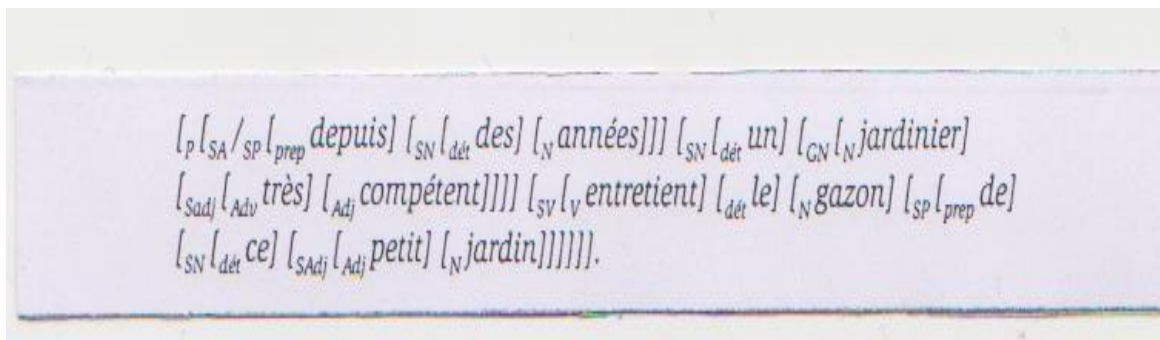 [P [SA/SP [prep depuis] [SN [dét des] [N années]]] [SN [dét un] [GN [N jardinier]
[Sadj [Adv très] [Adj compétent]]]] [SV [V entretient] [dét le] [N gazon] [SP [prep de]
[SN [dét ce] [SAdj [Adj petit] [N jardin]]]]]].